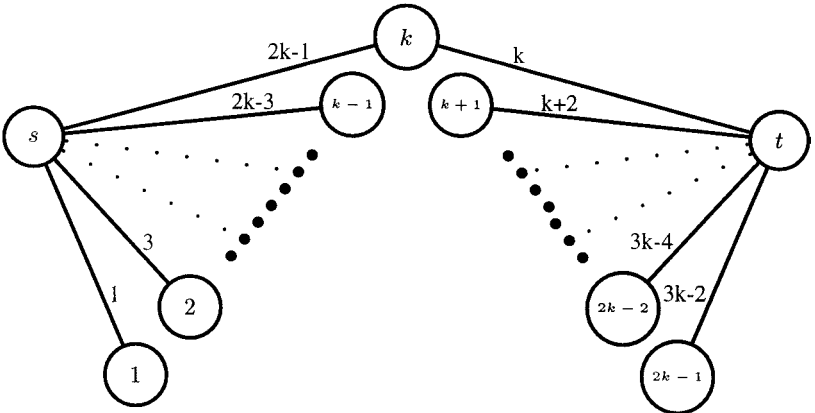 k
2k-1
k
k − 1
k + 1
2k-3
k+2
s
t
3
3k-4
1
2
2k − 2
3k-2
1
2k − 1